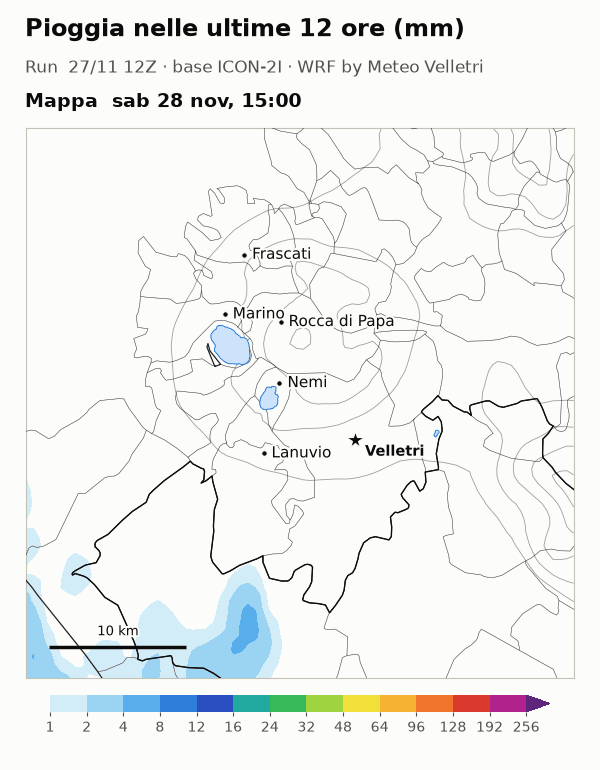 Pioggia nelle ultime 12 ore (mm)
Run  27/11 12Z · base ICON-2I · WRF by Meteo Velletri
Mappa  sab 28 nov, 15:00
Frascati
Marino
Rocca di Papa
Nemi
Velletri
Lanuvio
10 km
1 2 4 8 12 16 24 32 48 64 96 128 192 256